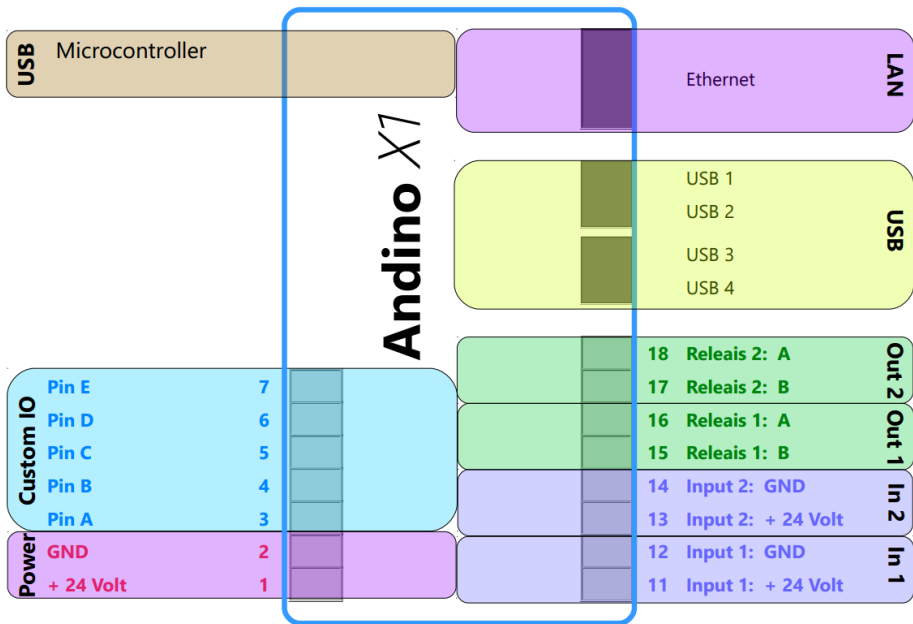 USB
Microcontroller
Andino X1
Custom IO
Pin E 7
Pin D 6
Pin C 5
Pin B 4
Pin A 3
Power
GND 2
+ 24 Volt 1
Ethernet
LAN
USB 1
USB 2
USB 3
USB 4
USB
18 Releais 2: A
17 Releais 2: B
Out 2
16 Releais 1: A
15 Releais 1: B
Out 1
14 Input 2: GND
13 Input 2: + 24 Volt
In 2
12 Input 1: GND
11 Input 1: + 24 Volt
In 1